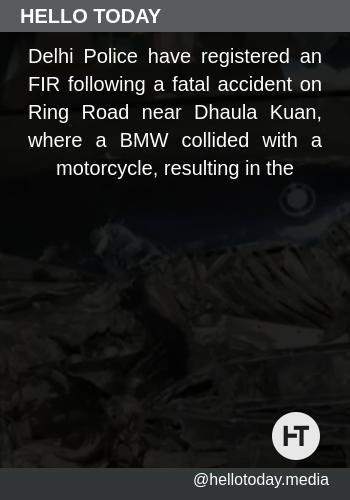 HELLO TODAY
Delhi Police have registered an
FIR following a fatal accident on
Ring Road near Dhaula Kuan,
where a BMW collided with a
motorcycle, resulting in the
HT
@hellotoday.media